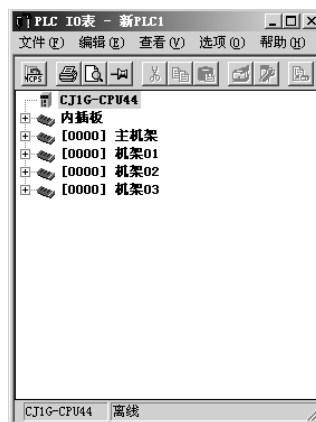 PLC IO表 - 新PLC1
文件(F) 编辑(E) 查看(V) 选项(O) 帮助(H)
CJ1G-CPU44
内插板
[0000] 主机架
[0000] 机架01
[0000] 机架02
[0000] 机架03
CJ1G-CPU44 离线